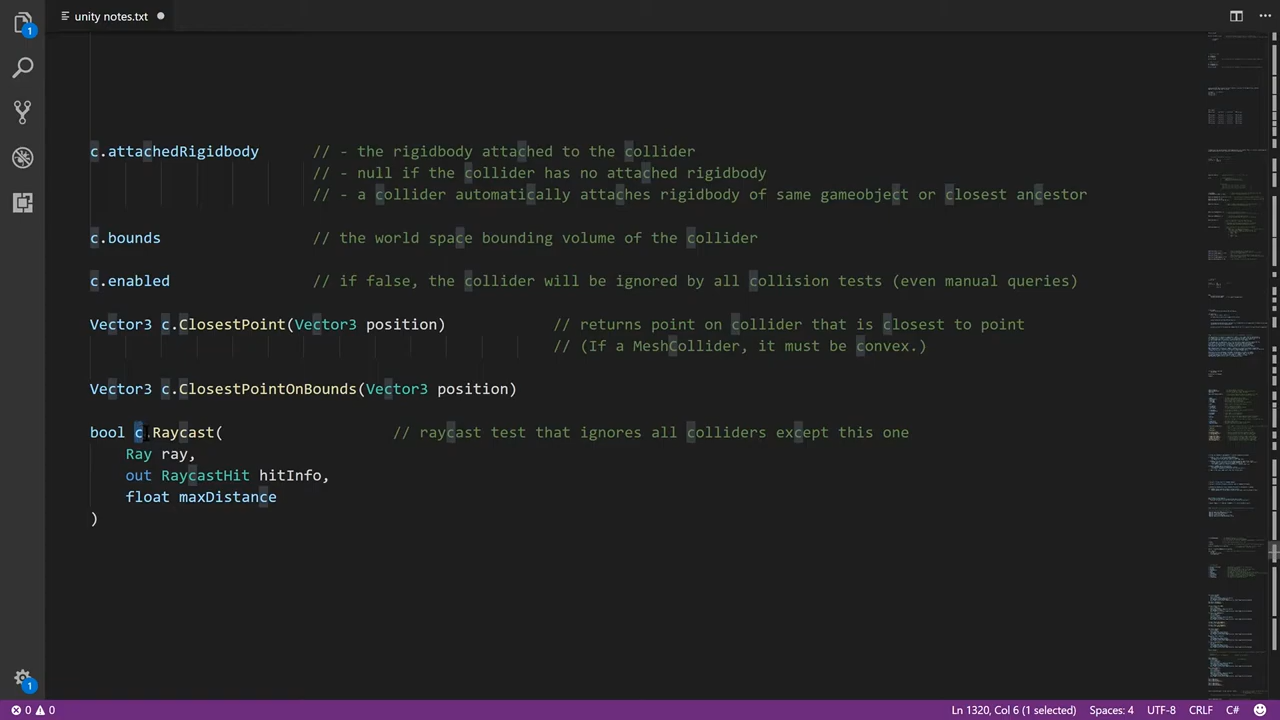 unity notes.txt
1
c.attachedRigidbody // - the rigidbody attached to the collider
// - null if the collider has no attached rigidbody
// - a collider automatically attaches rigidbody of same gameobject or closest ancestor
c.bounds // the world space bounding volume of the collider
c.enabled // if false, the collider will be ignored by all collision tests (even manual queries)
Vector3 c.ClosestPoint(Vector3 position) // returns point on collider that is closest to point
// (If a MeshCollider, it must be convex.)
Vector3 c.ClosestPointOnBounds(Vector3 position)
bool c.Raycast( // raycast test that ignores all colliders except this one
Ray ray,
out RaycastHit hitInfo,
float maxDistance
)
1
0 0 Ln 1320, Col 6 (1 selected) Spaces: 4 UTF-8 CRLF C#